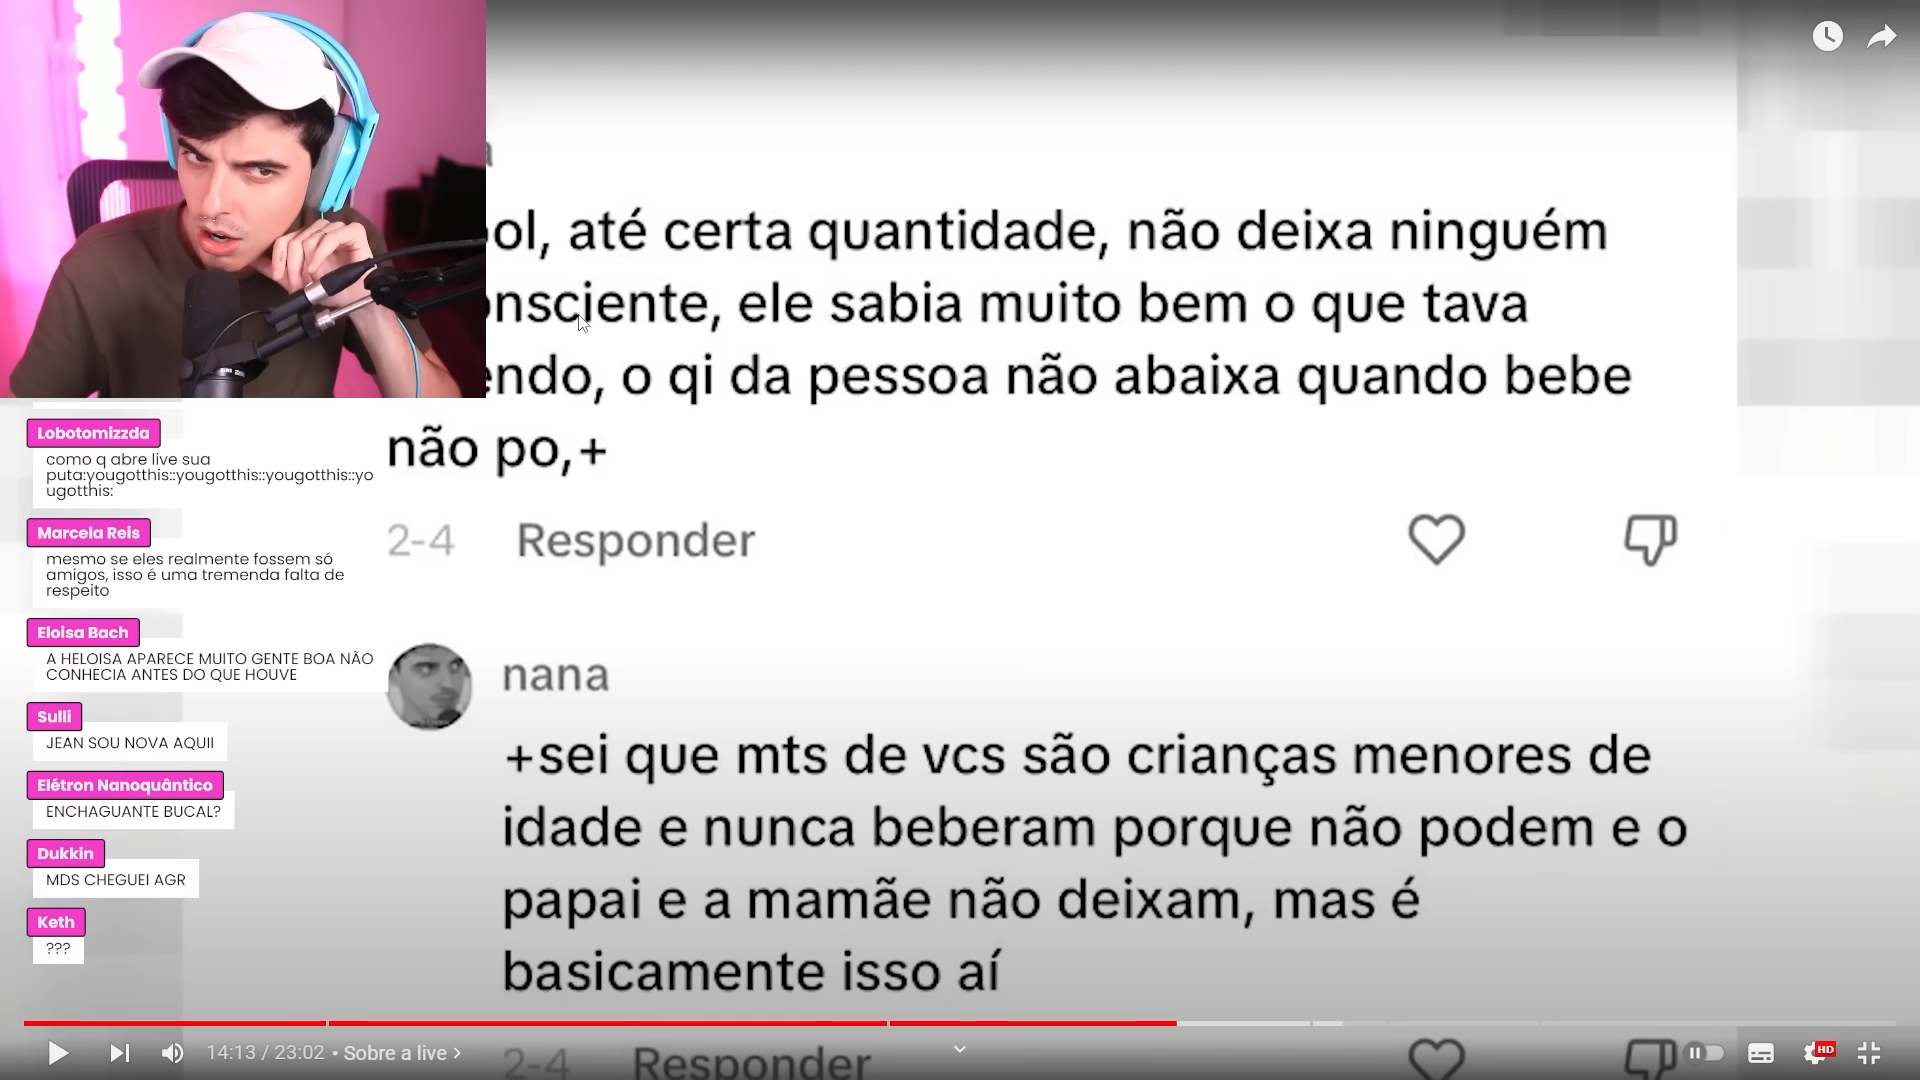 ol, até certa quantidade, não deixa ninguém
onsciente, ele sabia muito bem o que tava
endo, o qi da pessoa não abaixa quando bebe
não po,+
2-4 Responder
nana
+sei que mts de vcs são crianças menores de
idade e nunca beberam porque não podem e o
papai e a mamãe não deixam, mas é
basicamente isso aí
2-4 Responder
Lobotomizzda
como q abre live sua
puta:yougotthis::yougotthis::yougotthis::yo
ugotthis:
Marcela Reis
mesmo se eles realmente fossem só
amigos, isso é uma tremenda falta de
respeito
Eloisa Bach
A HELOISA APARECE MUITO GENTE BOA NÃO
CONHECIA ANTES DO QUE HOUVE
Sulli
JEAN SOU NOVA AQUII
Elétron Nanoquântico
ENCHAGUANTE BUCAL?
Dukkin
MDS CHEGUEI AGR
Keth
???
14:13 / 23:02 • Sobre a live
HD